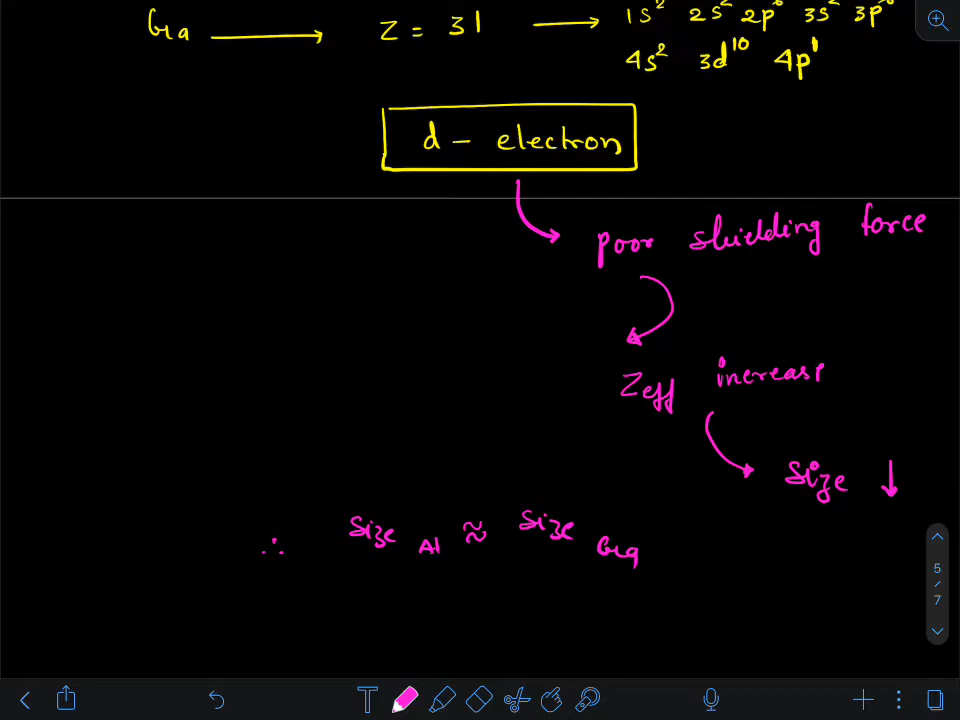 Ga → Z = 31 → 1s² 2s² 2p⁶ 3s² 3p⁶
4s² 3d¹⁰ 4p¹
d - electron
poor shielding force
Zeff increase
Size ↓
∴ Size Al ≈ Size Ga
5
/
7
T